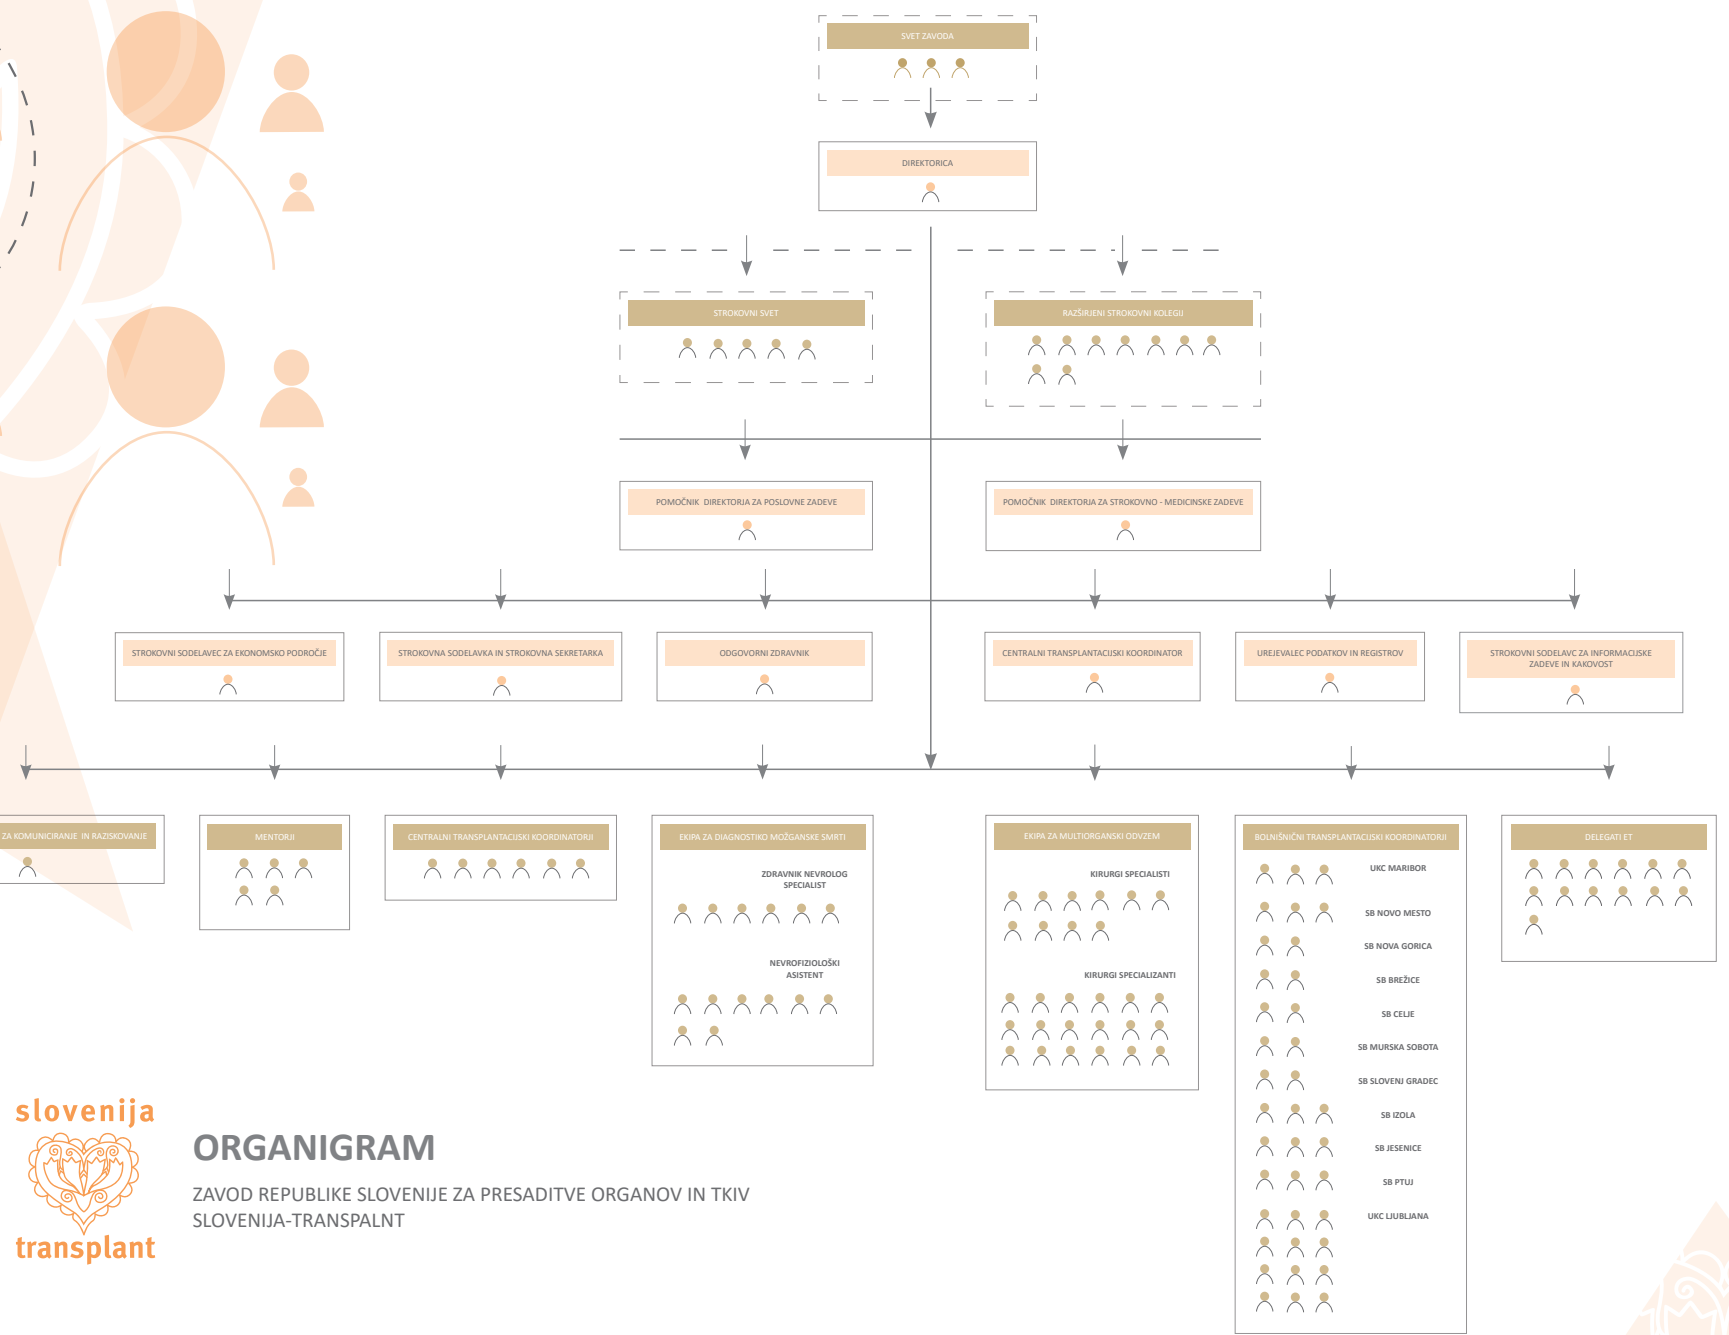 SVET ZAVODA
DIREKTORICA
STROKOVNI SVET
RAZŠIRJENI STROKOVNI KOLEGIJ
POMOČNIK DIREKTORJA ZA POSLOVNE ZADEVE
POMOČNIK DIREKTORJA ZA STROKOVNO - MEDICINSKE ZADEVE
STROKOVNI SODELAVEC ZA EKONOMSKO PODROČJE
STROKOVNA SODELAVKA IN STROKOVNA SEKRETARKA
ODGOVORNI ZDRAVNIK
CENTRALNI TRANSPLANTACIJSKI KOORDINATOR
UREJEVALEC PODATKOV IN REGISTROV
STROKOVNI SODELAVC ZA INFORMACIJSKE
ZADEVE IN KAKOVOST
ZA KOMUNICIRANJE IN RAZISKOVANJE
MENTORJI
CENTRALNI TRANSPLANTACIJSKI KOORDINATORJI
EKIPA ZA DIAGNOSTIKO MOŽGANSKE SMRTI
ZDRAVNIK NEVROLOG
SPECIALIST
NEVROFIZIOLOŠKI
ASISTENT
EKIPA ZA MULTIORGANSKI ODVZEM
KIRURGI SPECIALISTI
KIRURGI SPECIALIZANTI
BOLNIŠNIČNI TRANSPLANTACIJSKI KOORDINATORJI
UKC MARIBOR
SB NOVO MESTO
SB NOVA GORICA
SB BREŽICE
SB CELJE
SB MURSKA SOBOTA
SB SLOVENJ GRADEC
SB IZOLA
SB JESENICE
SB PTUJ
UKC LJUBLJANA
DELEGATI ET
slovenija
transplant
ORGANIGRAM
ZAVOD REPUBLIKE SLOVENIJE ZA PRESADITVE ORGANOV IN TKIV
SLOVENIJA-TRANSPALNT